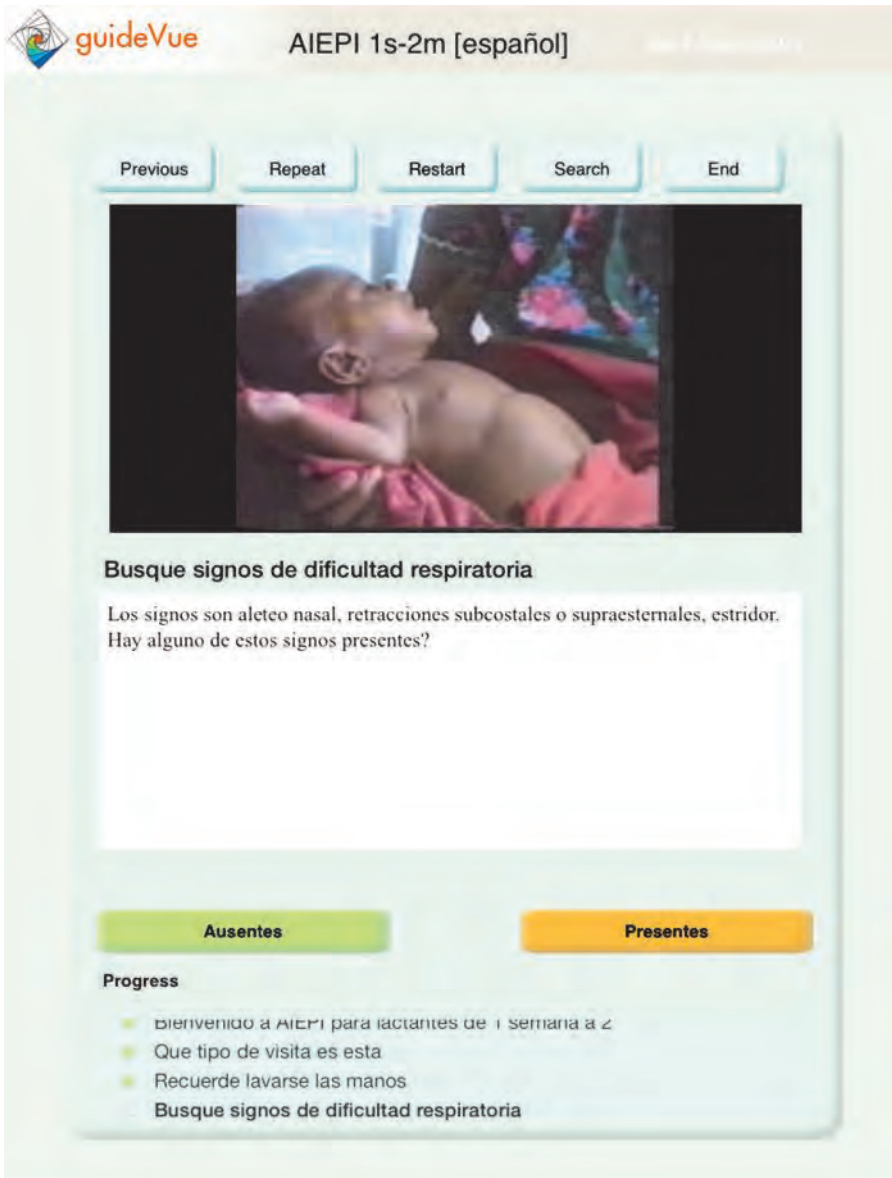 guideVue
AIEPI 1s-2m [español]
Previous
Repeat
Restart
Search
End
Busque signos de dificultad respiratoria
Los signos son aleteo nasal, retracciones subcostales o supraesternales, estridor.
Hay alguno de estos signos presentes?
Ausentes
Presentes
Progress
Bienvenido a AIEPI para lactantes de 1 semana a 2
Que tipo de visita es esta
Recuerde lavarse las manos
Busque signos de dificultad respiratoria